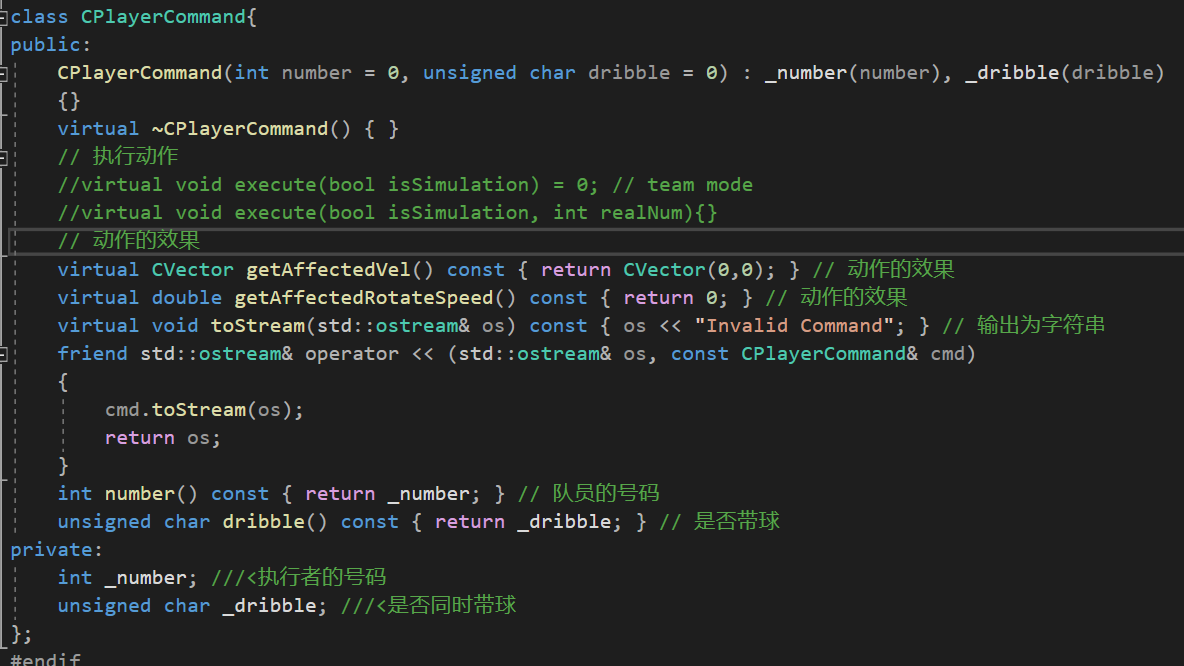 class CPlayerCommand{
public:
    CPlayerCommand(int number = 0, unsigned char dribble = 0) : _number(number), _dribble(dribble)
    {}
    virtual ~CPlayerCommand() { }
    // 执行动作
    //virtual void execute(bool isSimulation) = 0; // team mode
    //virtual void execute(bool isSimulation, int realNum){}
    // 动作的效果
    virtual CVector getAffectedVel() const { return CVector(0,0); } // 动作的效果
    virtual double getAffectedRotateSpeed() const { return 0; } // 动作的效果
    virtual void toStream(std::ostream& os) const { os << "Invalid Command"; } // 输出为字符串
    friend std::ostream& operator << (std::ostream& os, const CPlayerCommand& cmd)
    {
        cmd.toStream(os);
        return os;
    }
    int number() const { return _number; } // 队员的号码
    unsigned char dribble() const { return _dribble; } // 是否带球
private:
    int _number; ///<执行者的号码
    unsigned char _dribble; ///<是否同时带球
};
#endif